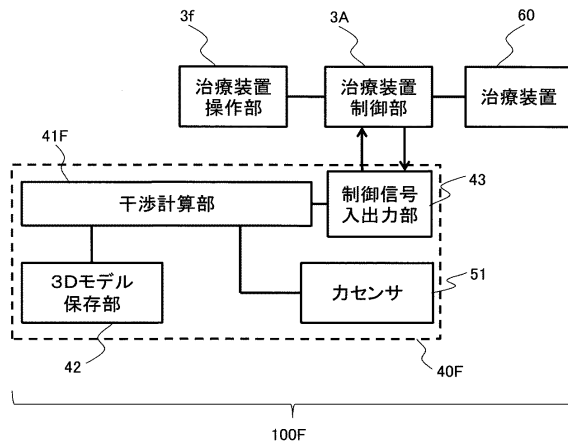 3f
3A
60
治療装置
操作部
治療装置
制御部
治療装置
41F
干渉計算部
制御信号
入出力部
43
3Dモデル
保存部
力センサ
51
42
40F
100F